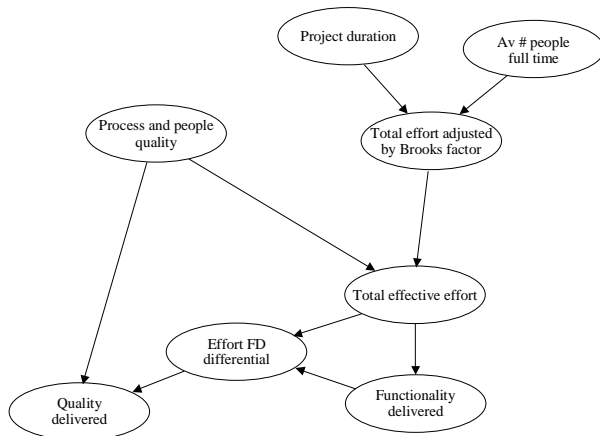 Project duration
Av # people
full time
Process and people
quality
Total effort adjusted
by Brooks factor
Total effective effort
Effort FD
differential
Functionality
delivered
Quality
delivered